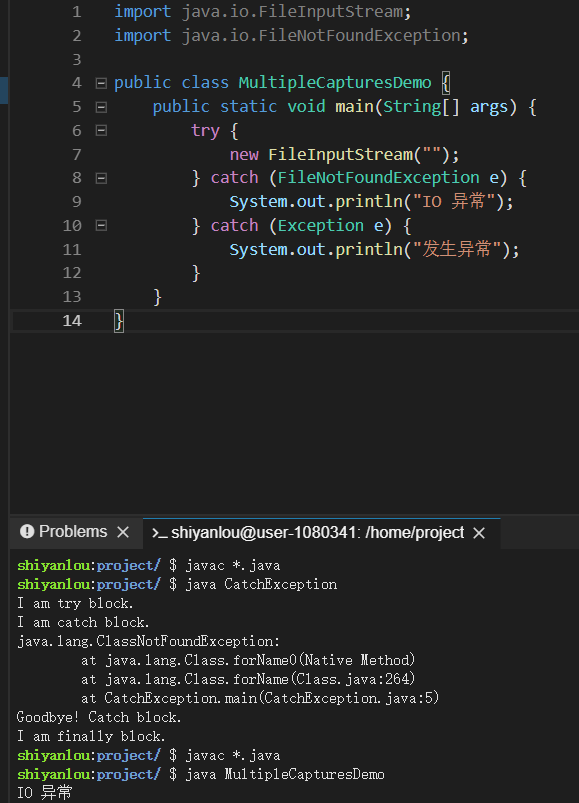 1 import java.io.FileInputStream;
2 import java.io.FileNotFoundException;
3
4 public class MultipleCapturesDemo {
5     public static void main(String[] args) {
6         try {
7             new FileInputStream("");
8         } catch (FileNotFoundException e) {
9             System.out.println("IO 异常");
10         } catch (Exception e) {
11             System.out.println("发生异常");
12         }
13     }
14 }
Problems × >_ shiyanlou@user-1080341: /home/project ×
shiyanlou:project/ $ javac *.java
shiyanlou:project/ $ java CatchException
I am try block.
I am catch block.
java.lang.ClassNotFoundException:
        at java.lang.Class.forName0(Native Method)
        at java.lang.Class.forName(Class.java:264)
        at CatchException.main(CatchException.java:5)
Goodbye! Catch block.
I am finally block.
shiyanlou:project/ $ javac *.java
shiyanlou:project/ $ java MultipleCapturesDemo
IO 异常